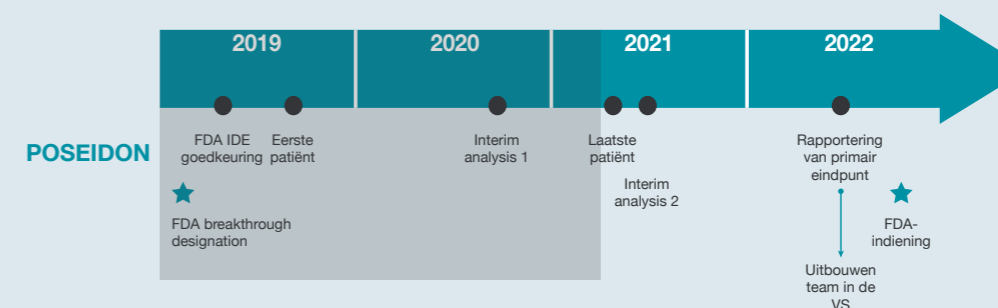 2019
2020
2021
2022
POSEIDON
FDA IDE
goedkeuring
Eerste
patiënt
Interim
analysis 1
Laatste
patiënt
Interim
analysis 2
Rapportering
van primair
eindpunt
FDA breakthrough
designation
FDA-
indiening
Uitbouwen
team in de
VS